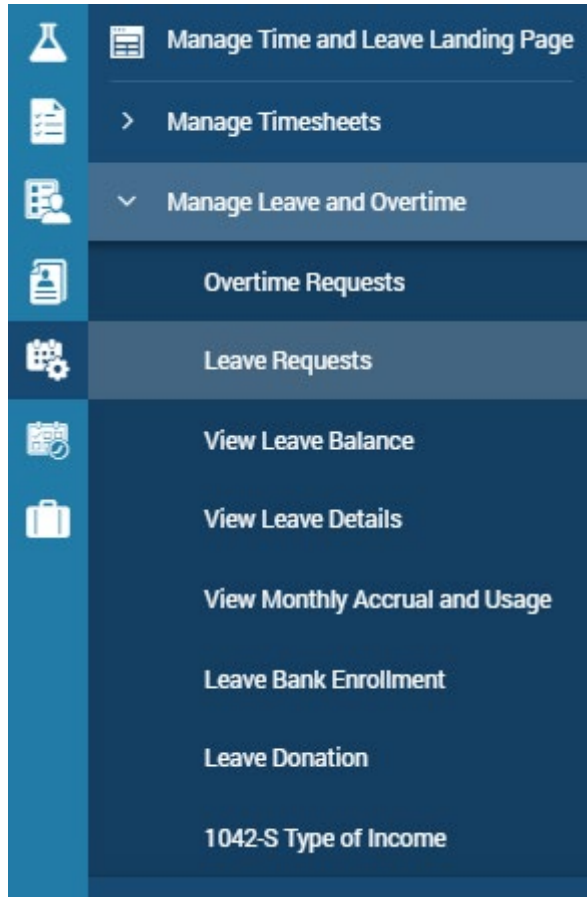 Manage Time and Leave Landing Page
Manage Timesheets
Manage Leave and Overtime
Overtime Requests
Leave Requests
View Leave Balance
View Leave Details
View Monthly Accrual and Usage
Leave Bank Enrollment
Leave Donation
1042-S Type of Income